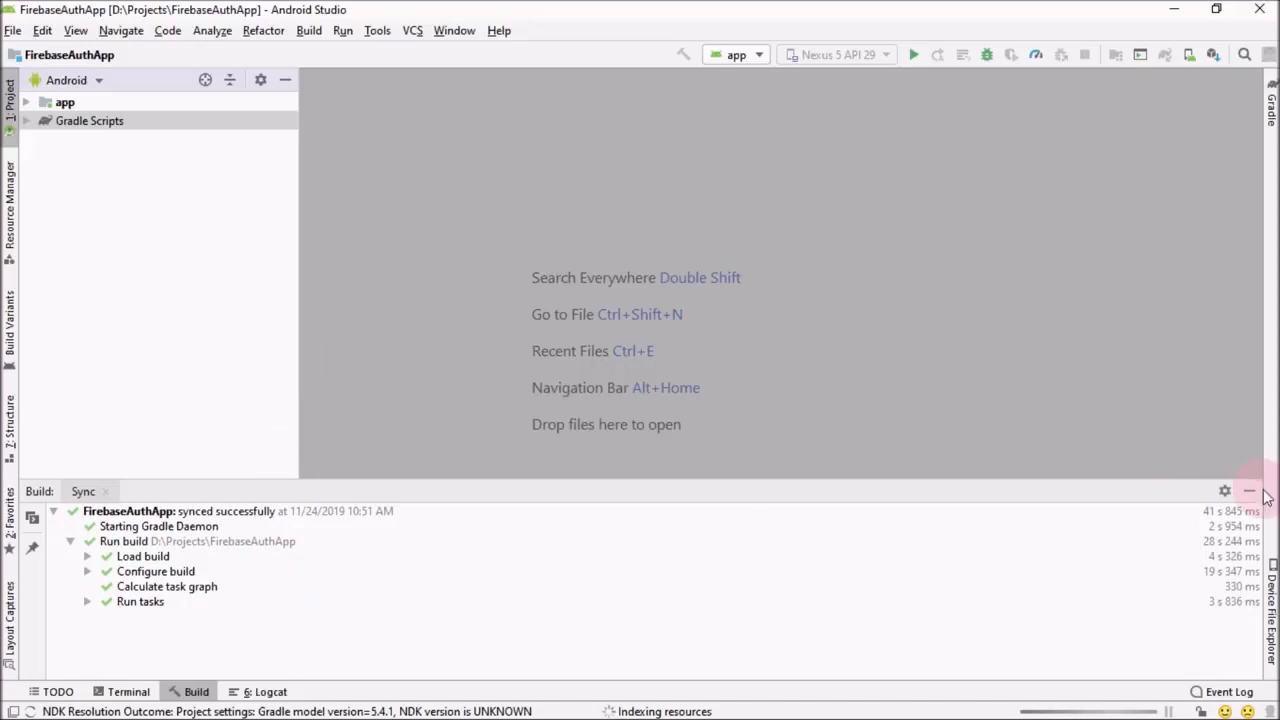 FirebaseAuthApp [D:\Projects\FirebaseAuthApp] - Android Studio
File Edit View Navigate Code Analyze Refactor Build Run Tools VCS Window Help
FirebaseAuthApp
app
Nexus 5 API 29
Android
app
Gradle Scripts
1: Project
Resource Manager
Build Variants
7: Structure
2: Favorites
Layout Captures
Gradle
Device File Explorer
Search Everywhere Double Shift
Go to File Ctrl+Shift+N
Recent Files Ctrl+E
Navigation Bar Alt+Home
Drop files here to open
Build: Sync
FirebaseAuthApp: synced successfully at 11/24/2019 10:51 AM 41 s 845 ms
Starting Gradle Daemon 2 s 954 ms
Run build D:\Projects\FirebaseAuthApp 28 s 244 ms
Load build 4 s 326 ms
Configure build 19 s 347 ms
Calculate task graph 330 ms
Run tasks 3 s 836 ms
TODO Terminal Build 6: Logcat Event Log
NDK Resolution Outcome: Project settings: Gradle model version=5.4.1, NDK version is UNKNOWN Indexing resources